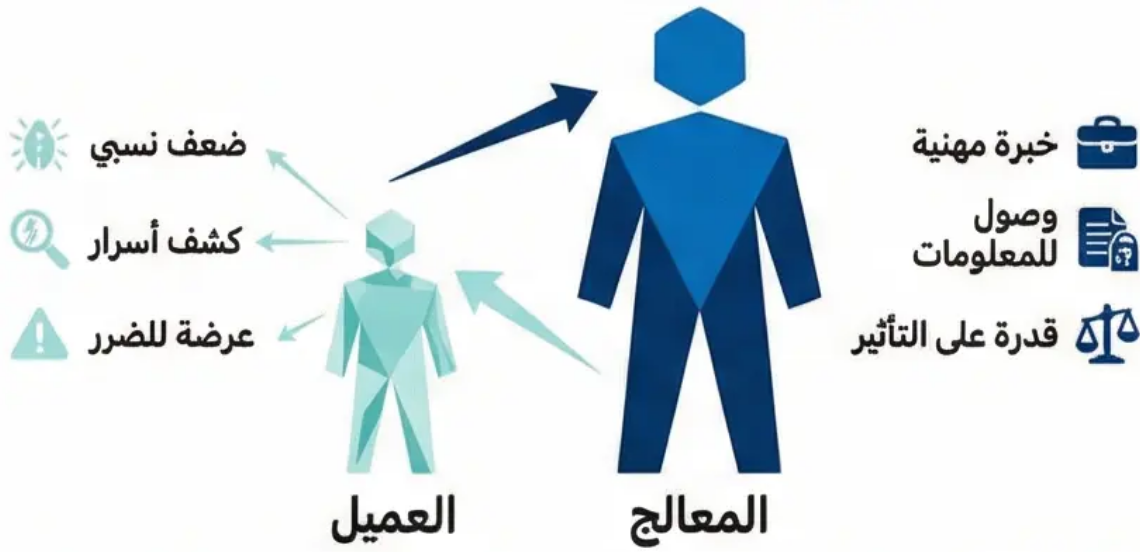 خبرة مهنية
وصول
للمعلومات
قدرة على التأثير
ضعف نسبي
كشف أسرار
عرضة للضرر
المعالج
العميل